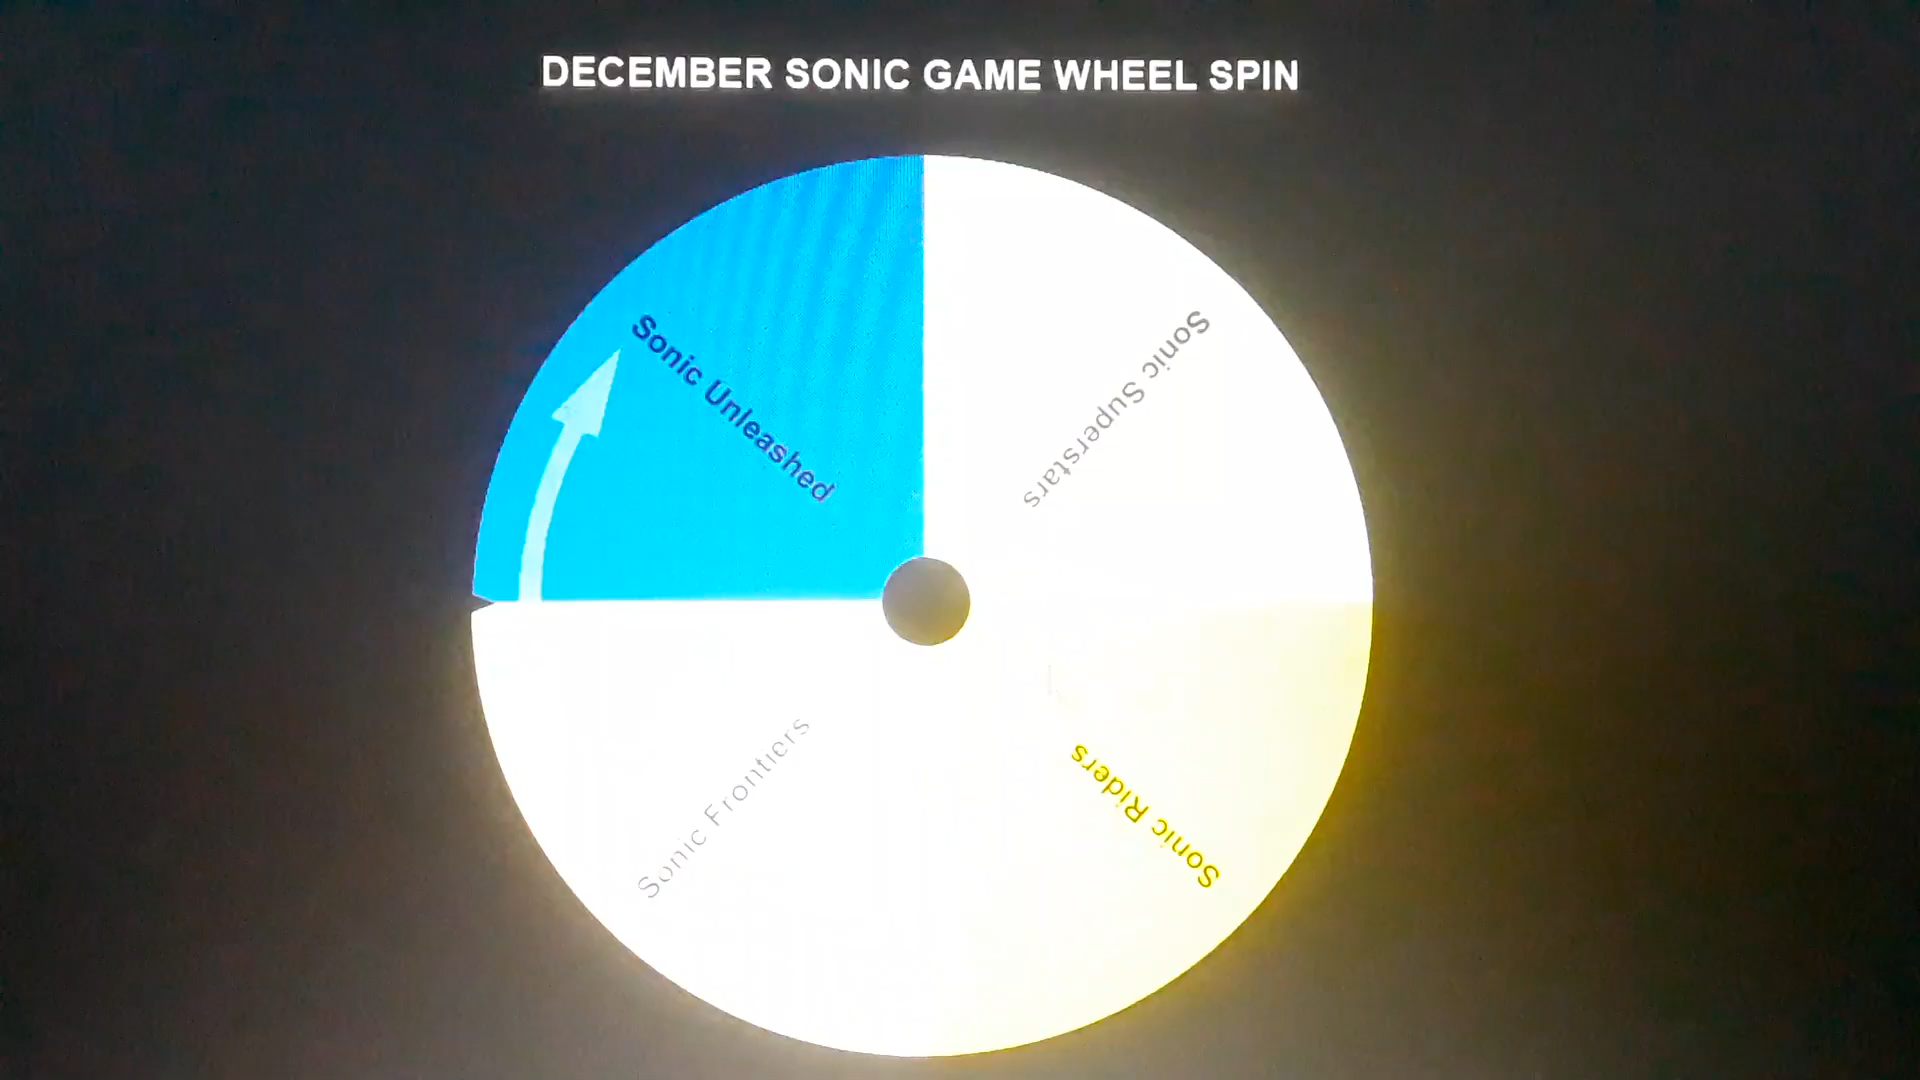 DECEMBER SONIC GAME WHEEL SPIN
Sonic Unleashed
Sonic Superstars
Sonic Frontiers
Sonic Riders